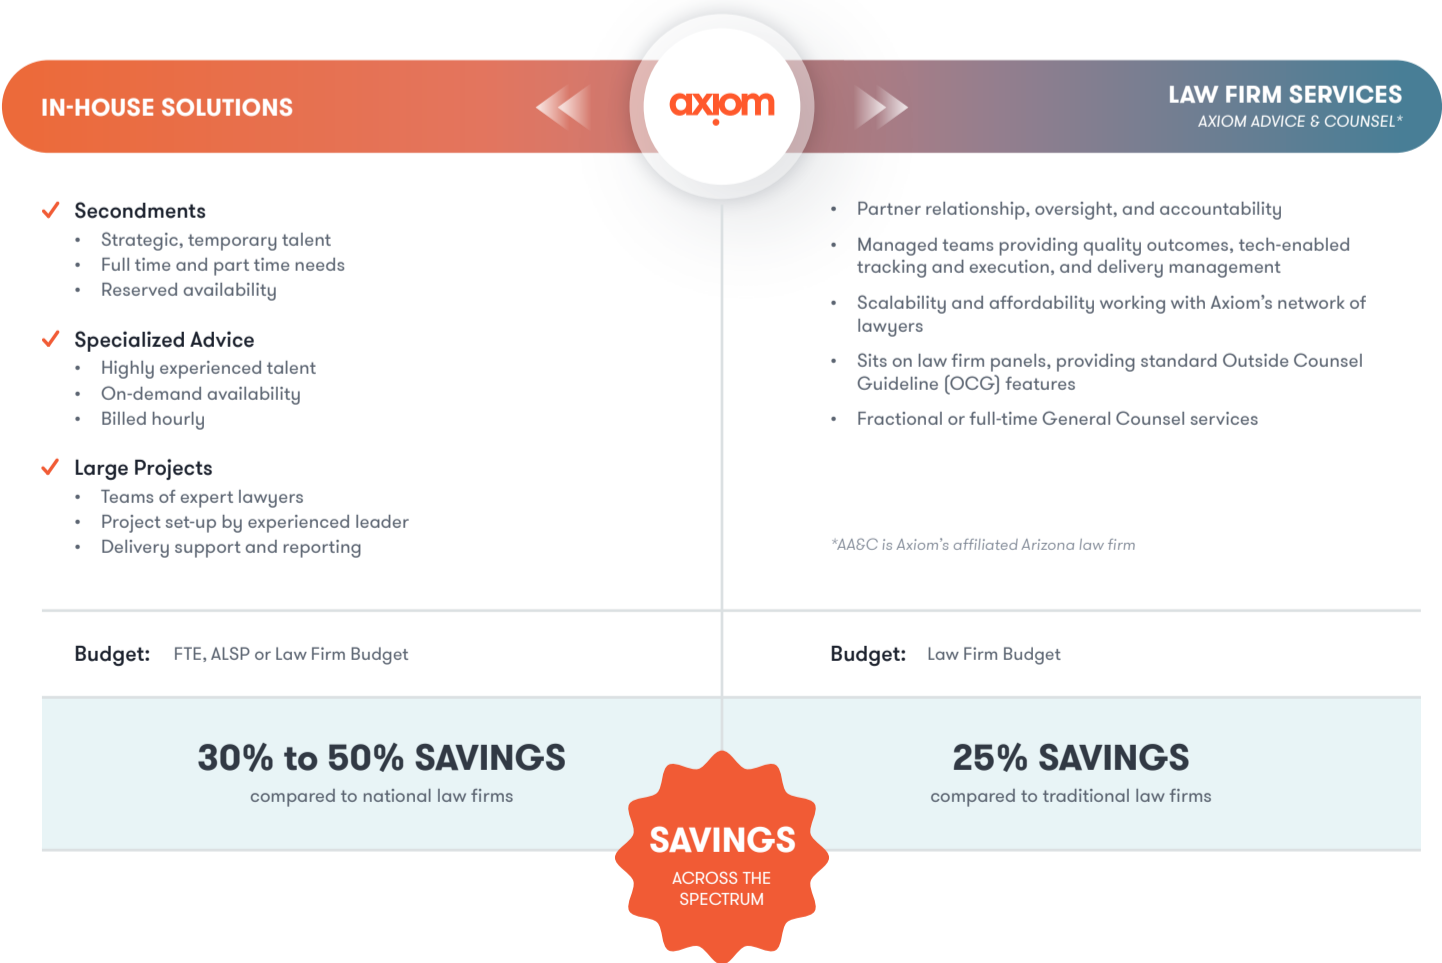 axiom
IN-HOUSE SOLUTIONS
LAW FIRM SERVICES
AXIOM ADVICE & COUNSEL*
Secondments
• Strategic, temporary talent
• Full time and part time needs
• Reserved availability
Specialized Advice
• Highly experienced talent
• On-demand availability
• Billed hourly
Large Projects
• Teams of expert lawyers
• Project set-up by experienced leader
• Delivery support and reporting
• Partner relationship, oversight, and accountability
• Managed teams providing quality outcomes, tech-enabled
tracking and execution, and delivery management
• Scalability and affordability working with Axiom’s network of
lawyers
• Sits on law firm panels, providing standard Outside Counsel
Guideline (OCG) features
• Fractional or full-time General Counsel services
*AA&C is Axiom’s affiliated Arizona law firm
Budget: FTE, ALSP or Law Firm Budget
Budget: Law Firm Budget
30% to 50% SAVINGS
compared to national law firms
25% SAVINGS
compared to traditional law firms
SAVINGS
ACROSS THE
SPECTRUM